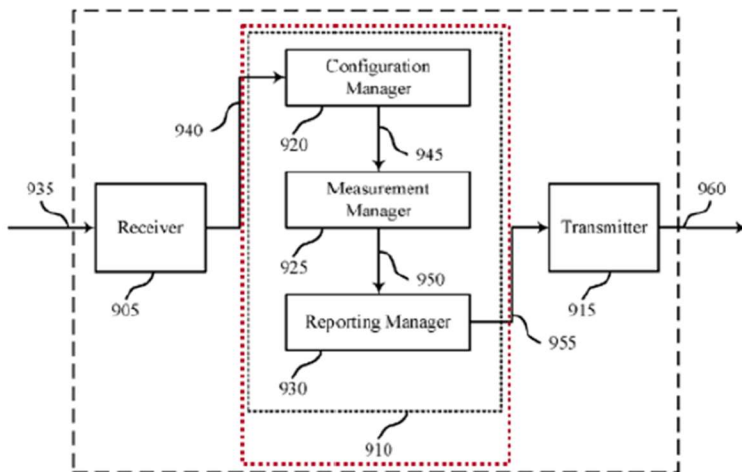 Configuration
Manager
940
920
945
935
960
Receiver
Measurement
Manager
Transmitter
925
950
905
915
Reporting Manager
955
930
910